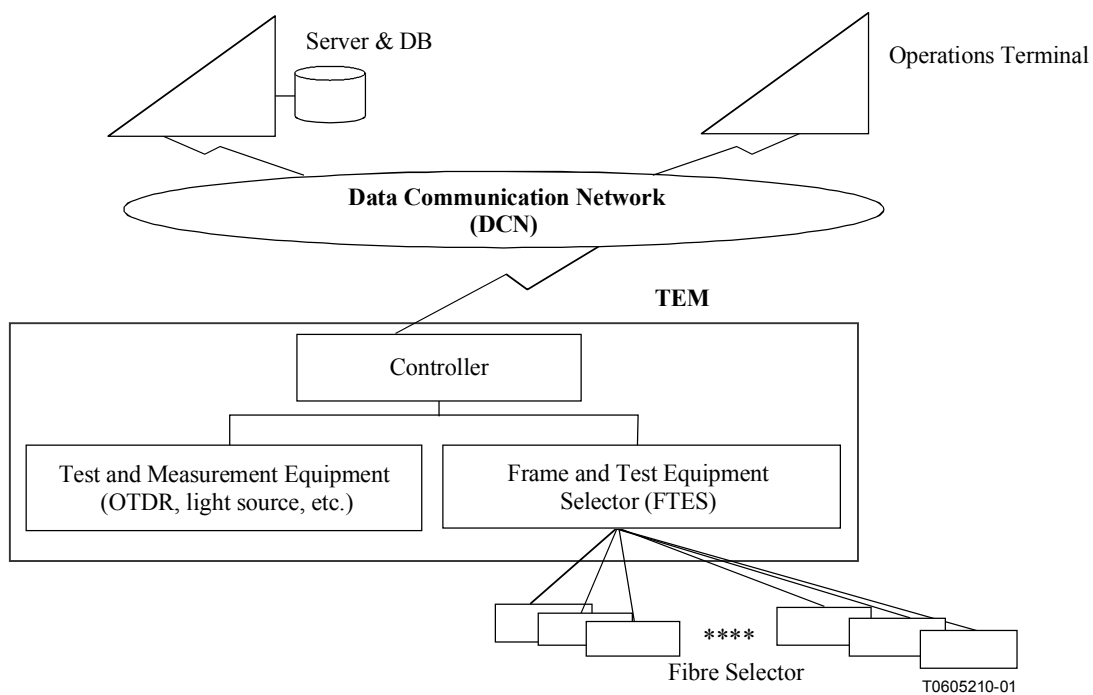 Server & DB
Operations Terminal
Data Communication Network
(DCN)
TEM
Controller
Test and Measurement Equipment
(OTDR, light source, etc.)
Frame and Test Equipment
Selector (FTES)
****
Fibre Selector
T0605210-01